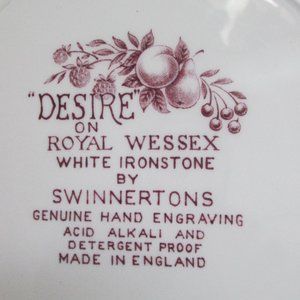 "DESIRE"
ON
ROYAL WESSEX
WHITE IRONSTONE
BY
SWINNERTONS
GENUINE HAND ENGRAVING
ACID ALKALI AND
DETERGENT PROOF
MADE IN ENGLAND